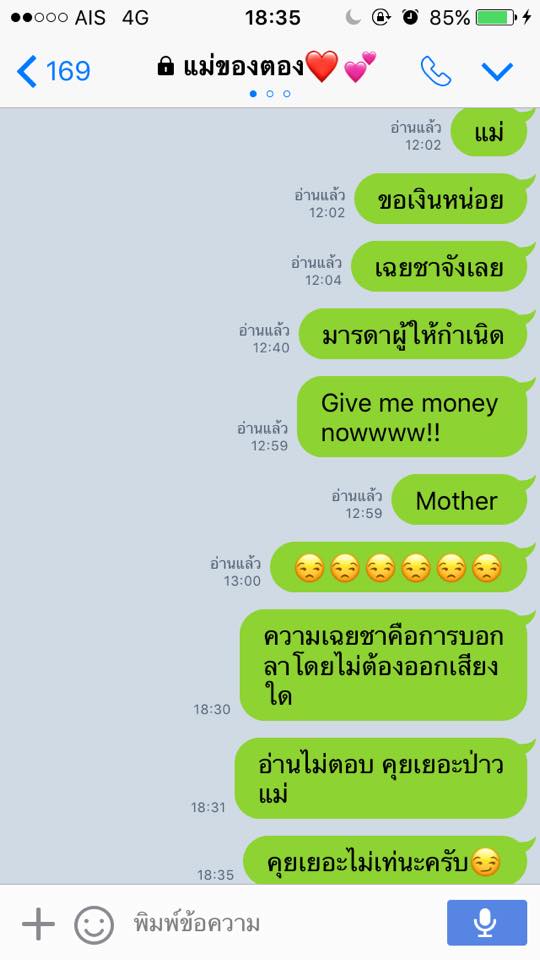 AIS 4G 18:35 85%
169 แม่ของตอง❤️💕
อ่านแล้ว
12:02
แม่
อ่านแล้ว
12:02
ขอเงินหน่อย
อ่านแล้ว
12:04
เฉยชาจังเลย
อ่านแล้ว
12:40
มารดาผู้ให้กำเนิด
อ่านแล้ว
12:59
Give me money
nowwww!!
อ่านแล้ว
12:59
Mother
อ่านแล้ว
13:00
😒😒😒😒😒😒
ความเฉยชาคือการบอก
ลาโดยไม่ต้องออกเสียง
ใด
18:30
อ่านไม่ตอบ คุยเยอะป่าว
แม่
18:31
คุยเยอะไม่เท่นะครับ😏
18:35
พิมพ์ข้อความ